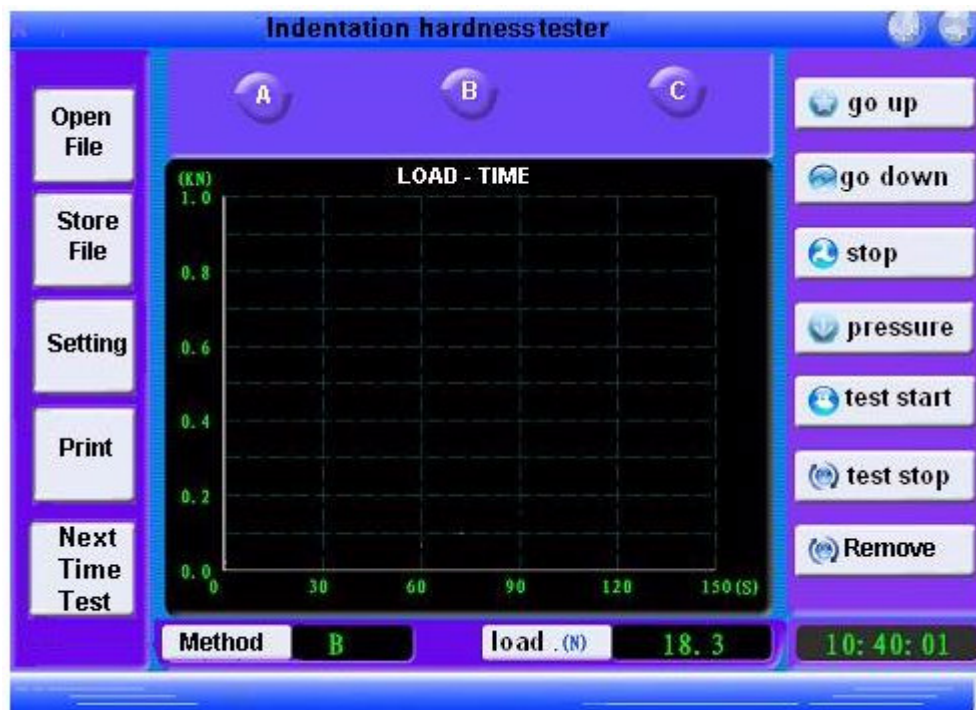 Indentation hardness tester
A
B
C
Open
File
Store
File
Setting
Print
Next
Time
Test
LOAD - TIME
(KN)
1.0
0.8
0.6
0.4
0.2
0.0
0 30 60 90 120 150 (S)
Method B load .(N) 18.3
go up
go down
stop
pressure
test start
test stop
Remove
10:40:01